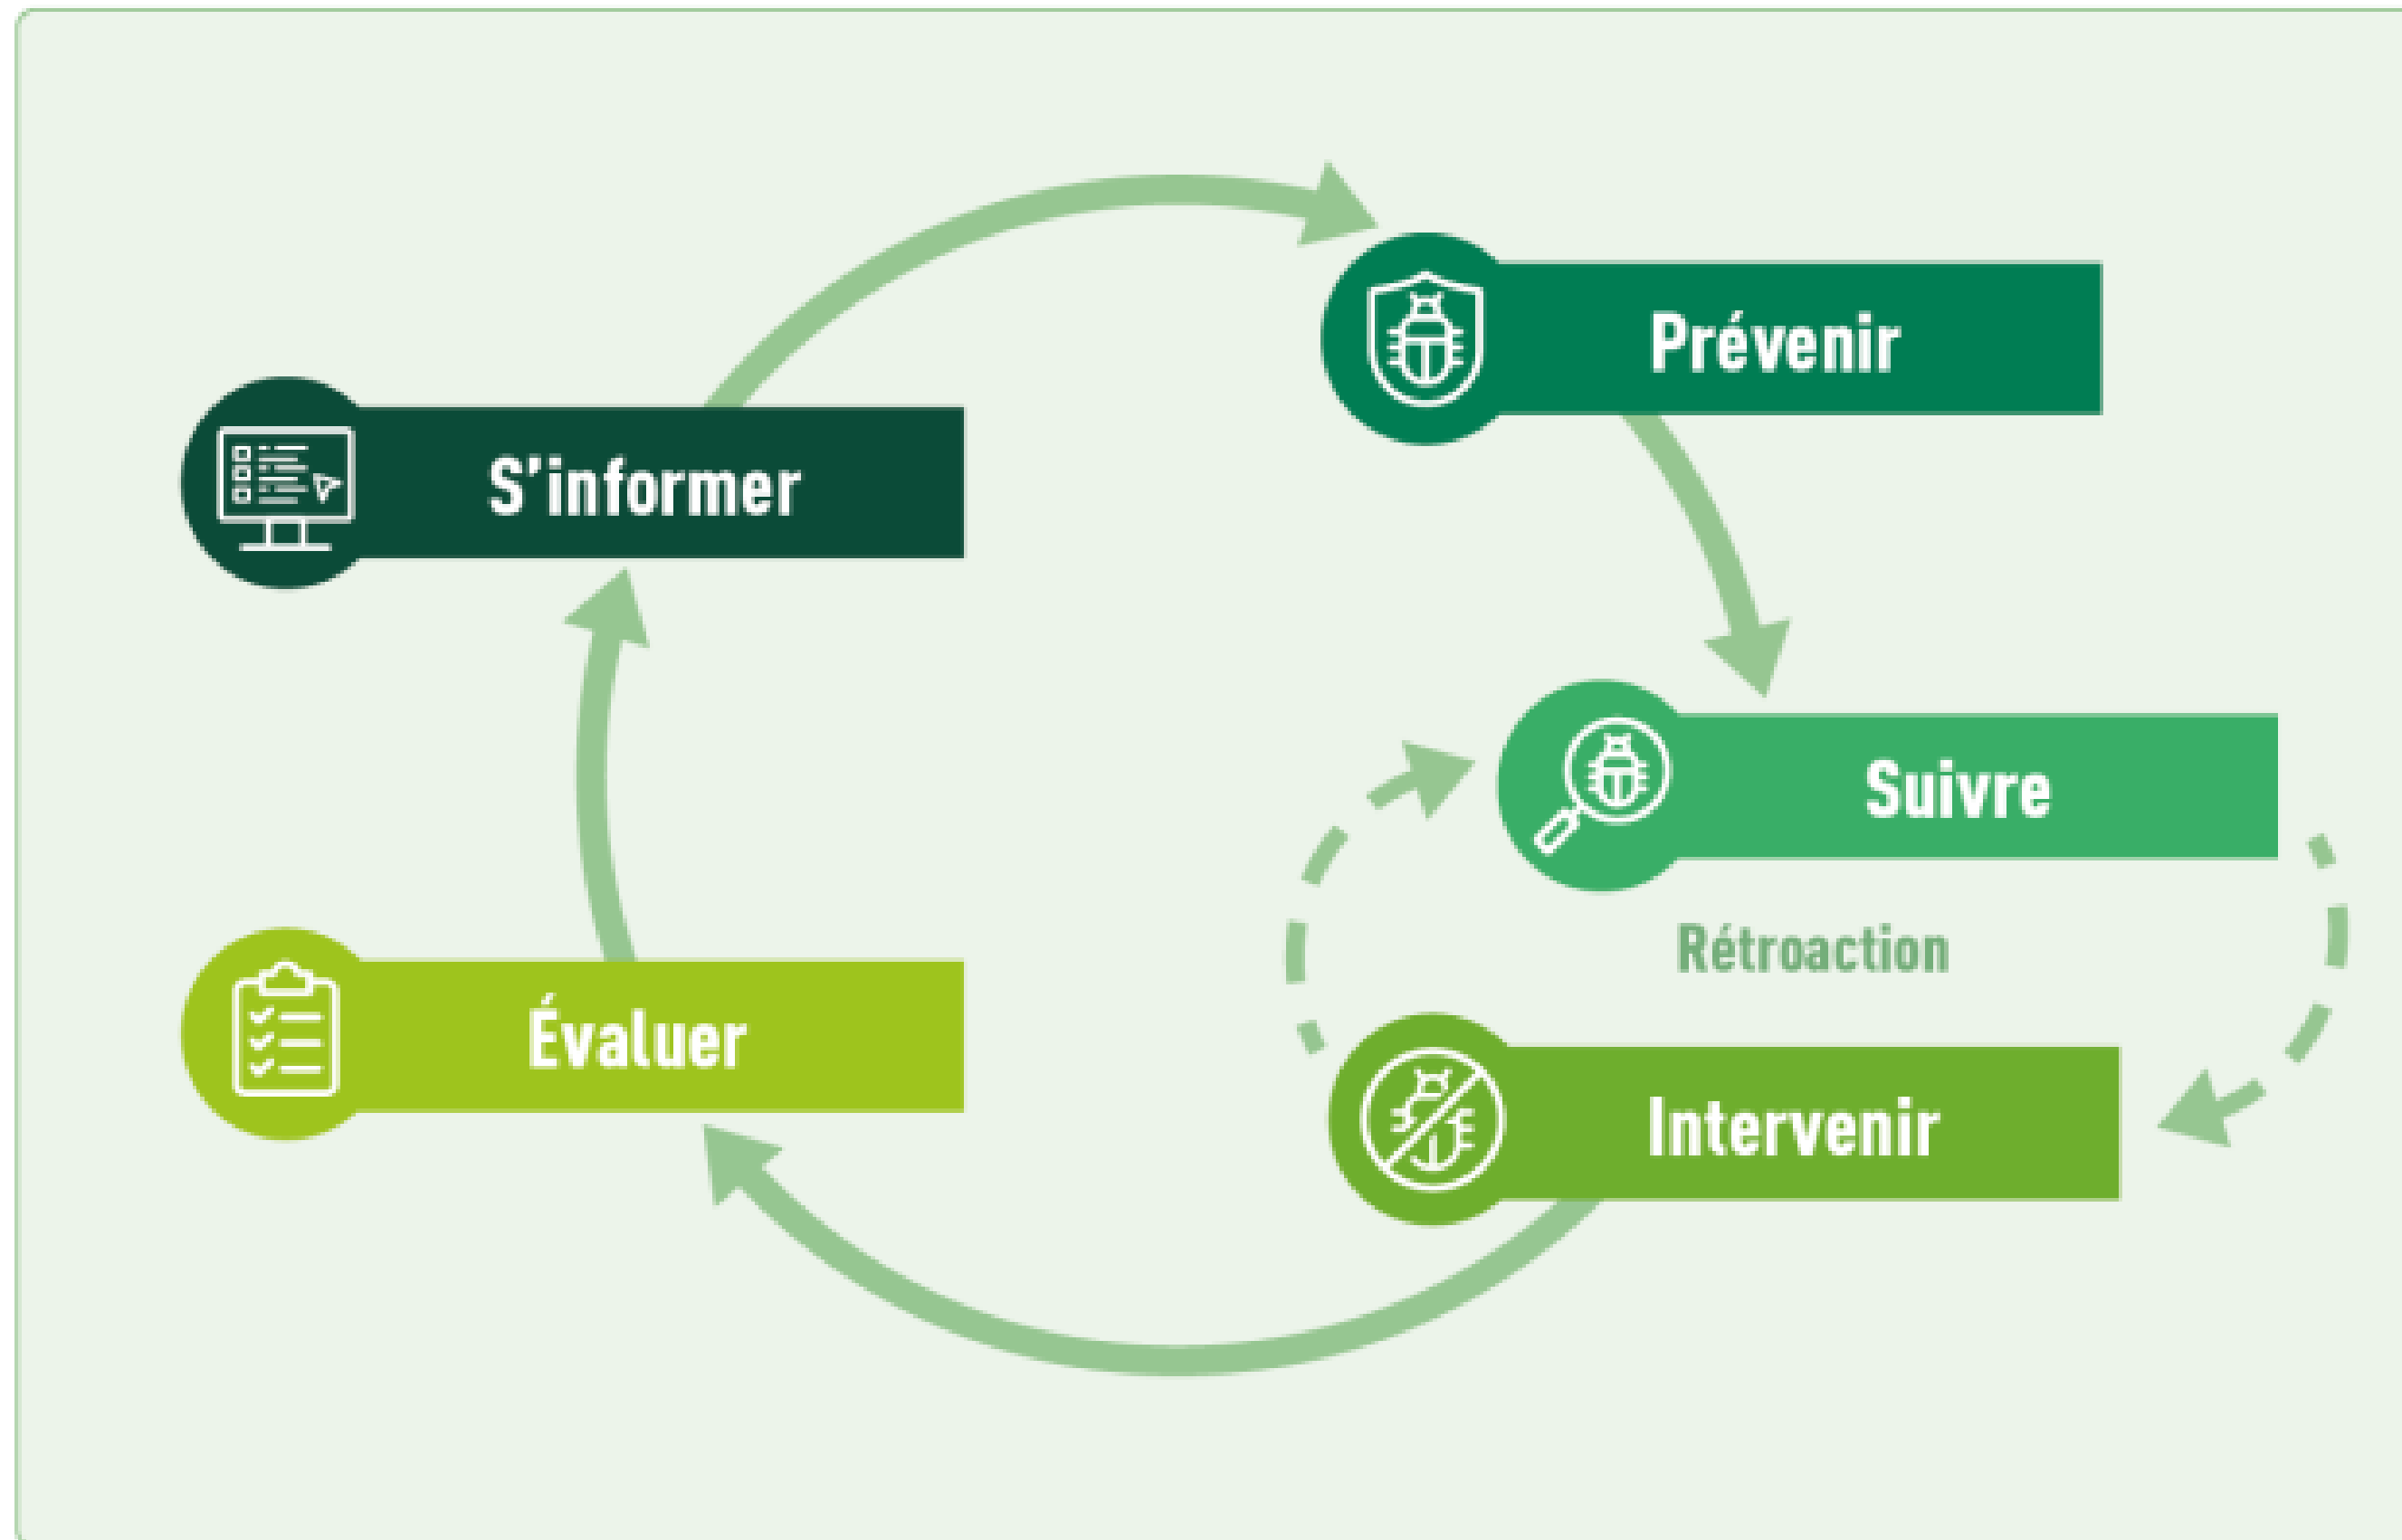 S'informer
Prévenir
Suivre
Rétroaction
Intervenir
Évaluer